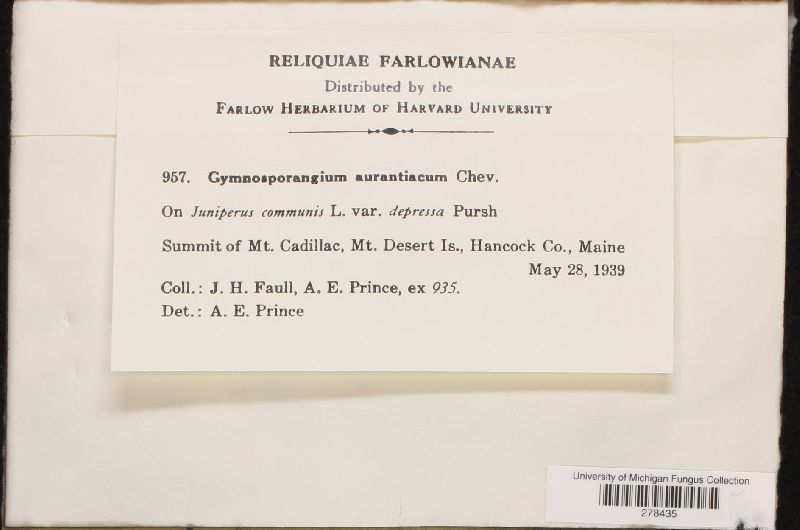 RELIQUIAE FARLOWIANAE
Distributed by the
FARLOW HERBARIUM OF HARVARD UNIVERSITY
957. Gymnosporangium aurantiacum Chev.
On Juniperus communis L. var. depressa Pursh
Summit of Mt. Cadillac, Mt. Desert Is., Hancock Co., Maine
May 28, 1939
Coll.: J. H. Faull, A. E. Prince, ex 935.
Det.: A. E. Prince
University of Michigan Fungus Collection
278435